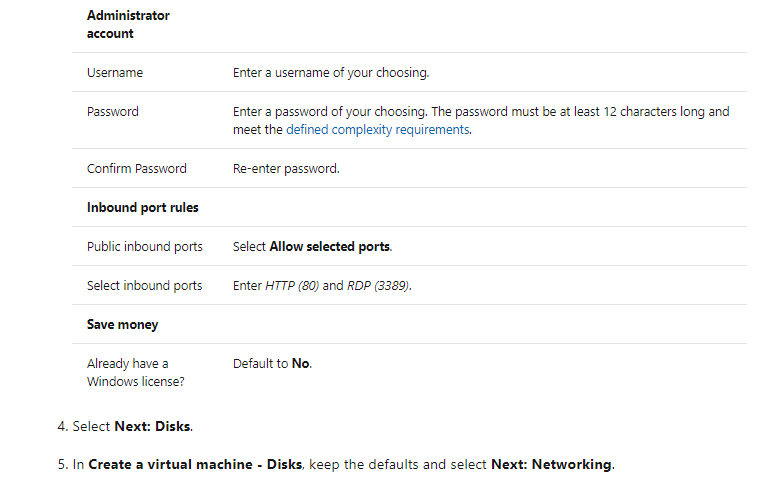 Administrator
account
Username Enter a username of your choosing.
Password Enter a password of your choosing. The password must be at least 12 characters long and
meet the defined complexity requirements.
Confirm Password Re-enter password.
Inbound port rules
Public inbound ports Select Allow selected ports.
Select inbound ports Enter HTTP (80) and RDP (3389).
Save money
Already have a Default to No.
Windows license?
4. Select Next: Disks.
5. In Create a virtual machine - Disks, keep the defaults and select Next: Networking.